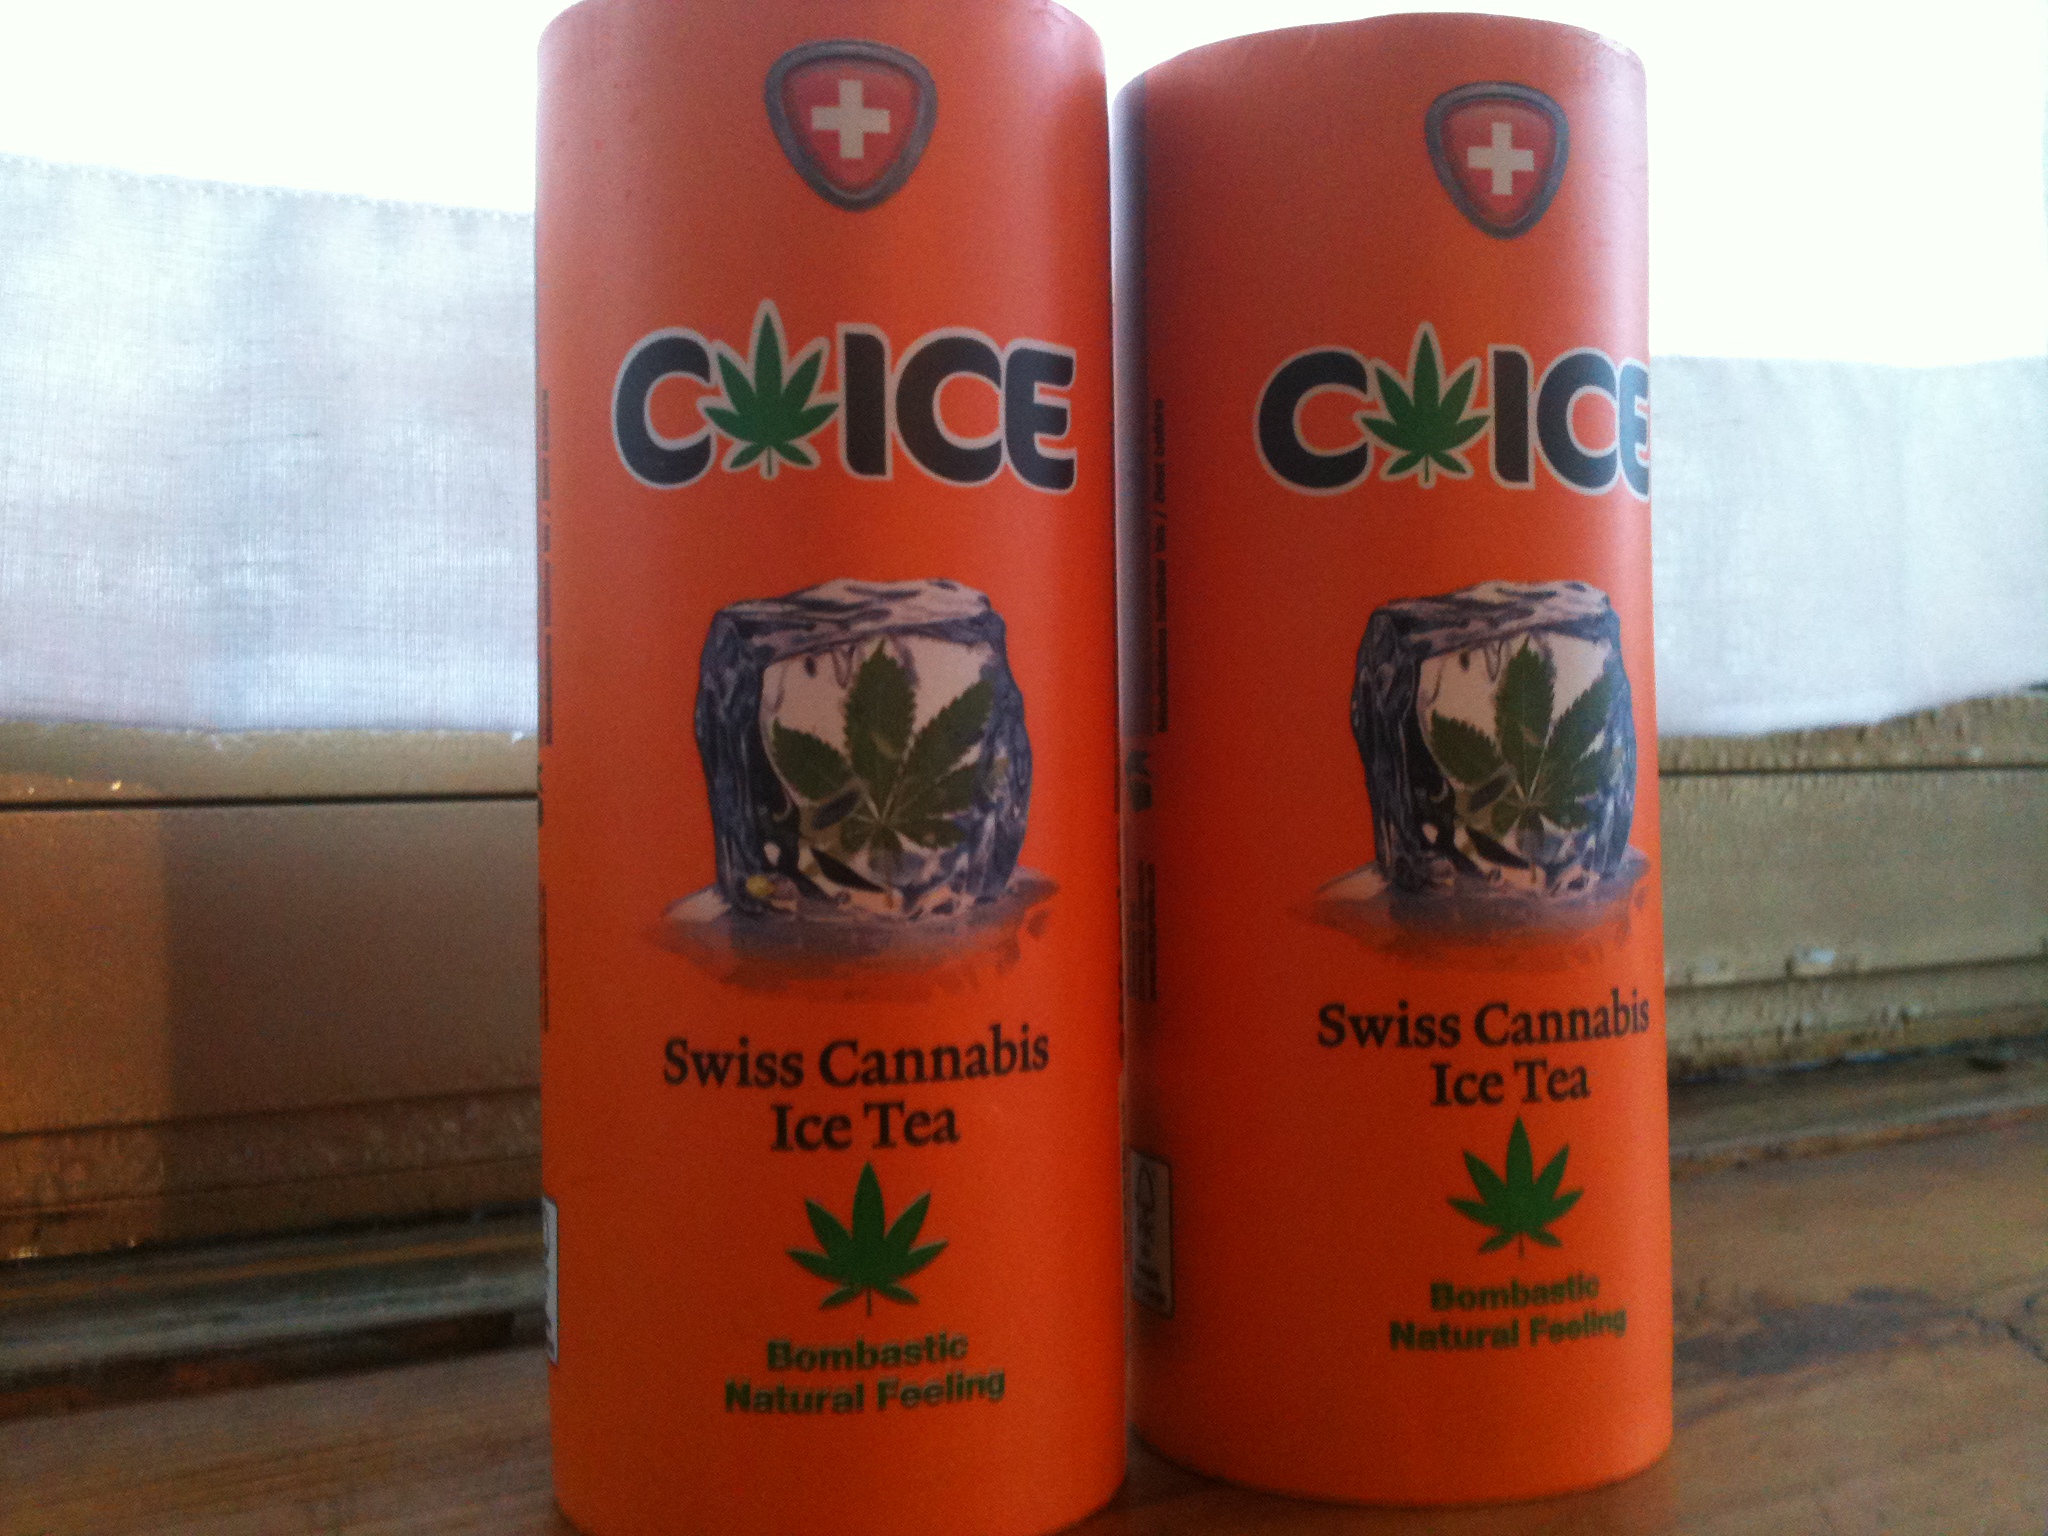 C ICE
Swiss Cannabis
Ice Tea
Bombastic
Natural Feeling
C ICE
Swiss Cannabis
Ice Tea
Bombastic
Natural Feeling